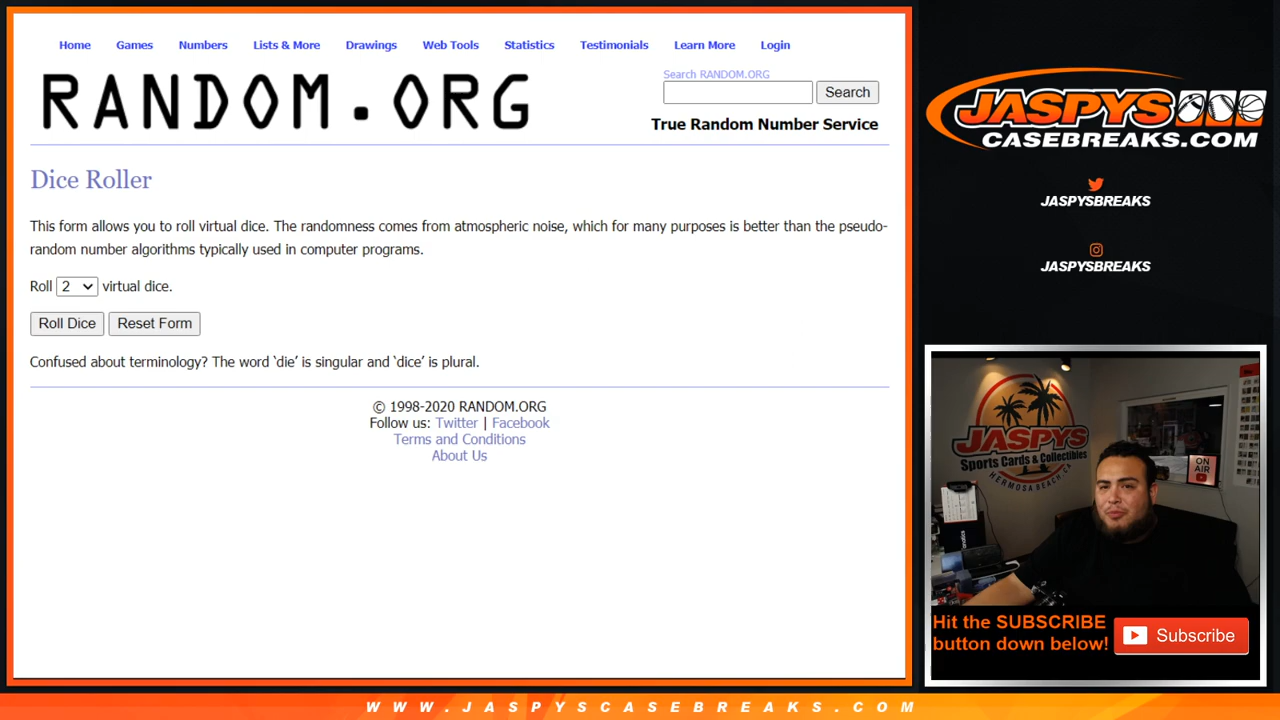 Home Games Numbers Lists & More Drawings Web Tools Statistics Testimonials Learn More Login
RANDOM.ORG
Search RANDOM.ORG
Search
True Random Number Service
Dice Roller
This form allows you to roll virtual dice. The randomness comes from atmospheric noise, which for many purposes is better than the pseudo-
random number algorithms typically used in computer programs.
Roll 2 virtual dice.
Roll Dice Reset Form
Confused about terminology? The word ‘die’ is singular and ‘dice’ is plural.
© 1998-2020 RANDOM.ORG
Follow us: Twitter | Facebook
Terms and Conditions
About Us
JASPYS
CASEBREAKS.COM
JASPYSBREAKS
JASPYSBREAKS
JASPYS
Sports Cards & Collectibles
HERMOSA BEACH, CA
ON
AIR
Hit the SUBSCRIBE
button down below!
Subscribe
WWW.JASPYSCASEBREAKS.COM